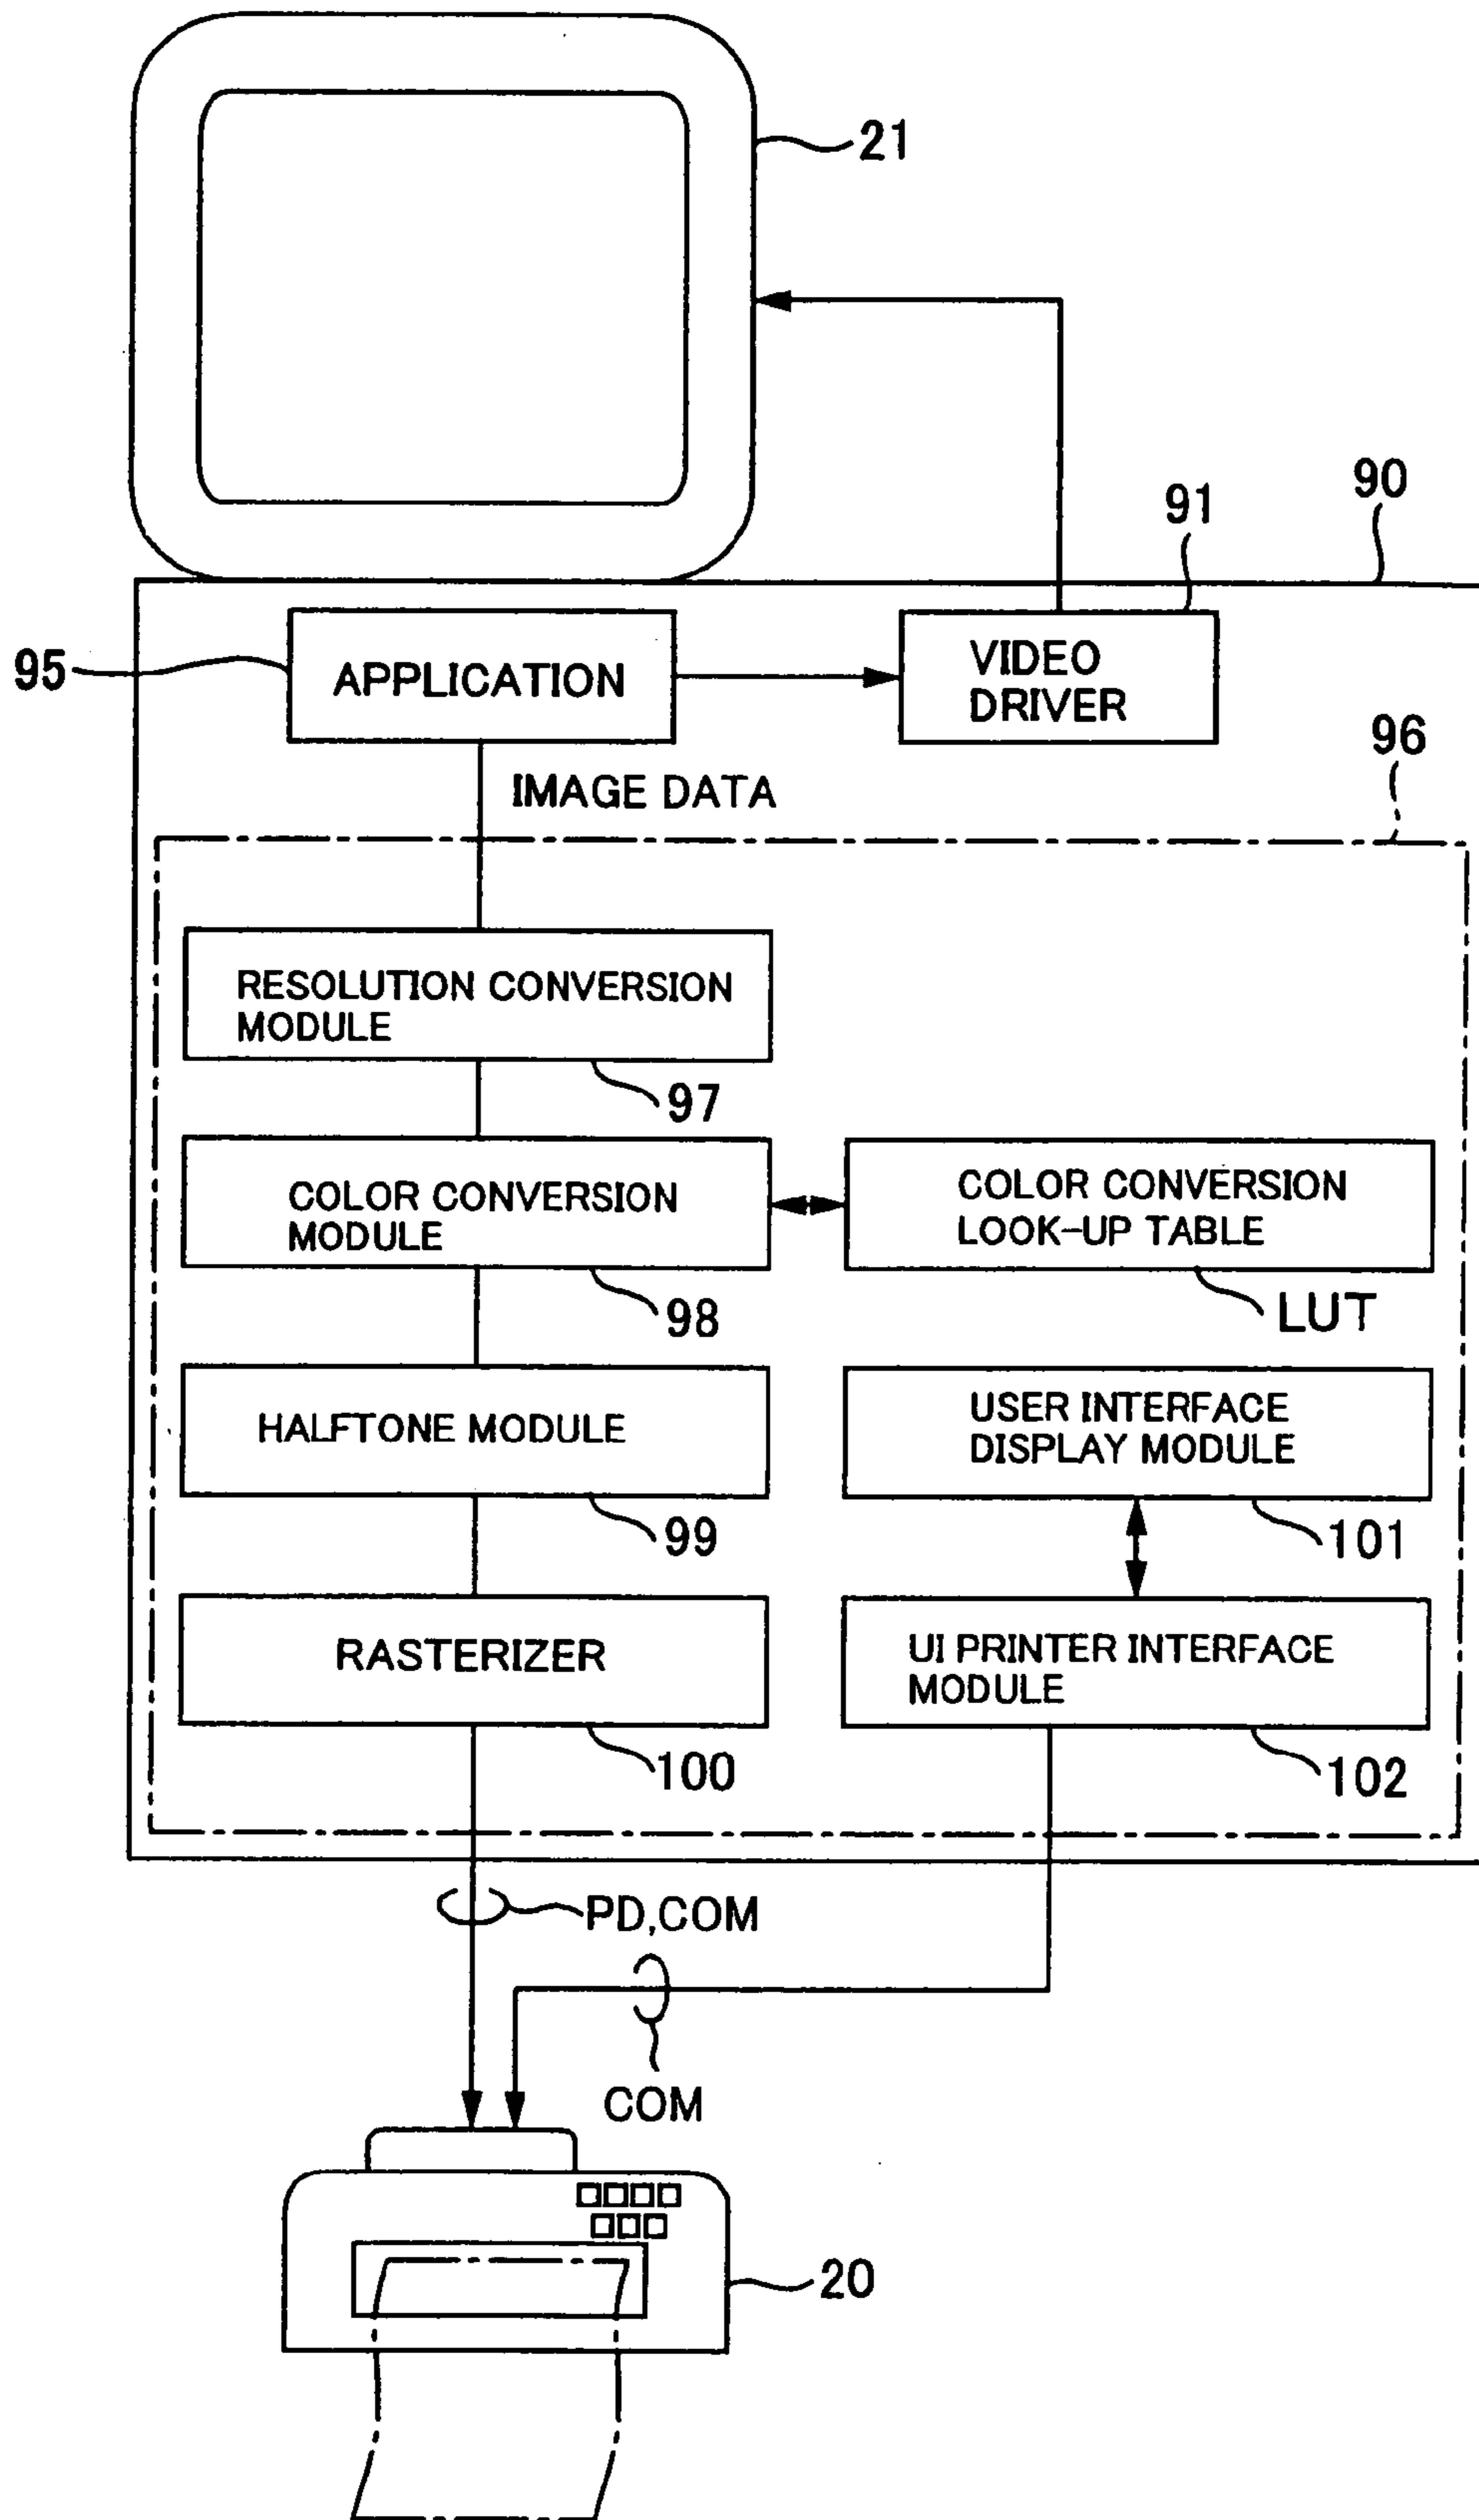 21
90
91
95
APPLICATION
VIDEO
DRIVER
96
IMAGE DATA
RESOLUTION CONVERSION
MODULE
97
COLOR CONVERSION
MODULE
98
COLOR CONVERSION
LOOK-UP TABLE
LUT
HALFTONE MODULE
99
USER INTERFACE
DISPLAY MODULE
101
RASTERIZER
100
UI PRINTER INTERFACE
MODULE
102
PD,COM
COM
20